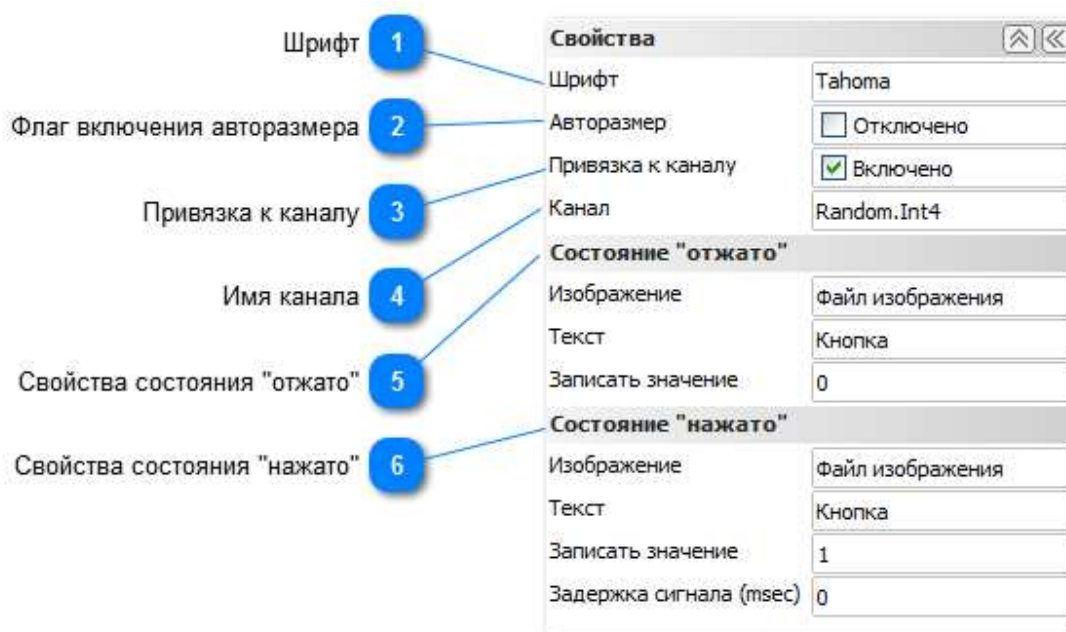 Шрифт 1
Флаг включения авторазмера 2
Привязка к каналу 3
Имя канала 4
Свойства состояния "отжато" 5
Свойства состояния "нажато" 6
Свойства
Шрифт Tahoma
Авторазмер Отключено
Привязка к каналу Включено
Канал Random.Int4
Состояние "отжато"
Изображение Файл изображения
Текст Кнопка
Записать значение 0
Состояние "нажато"
Изображение Файл изображения
Текст Кнопка
Записать значение 1
Задержка сигнала (msec) 0